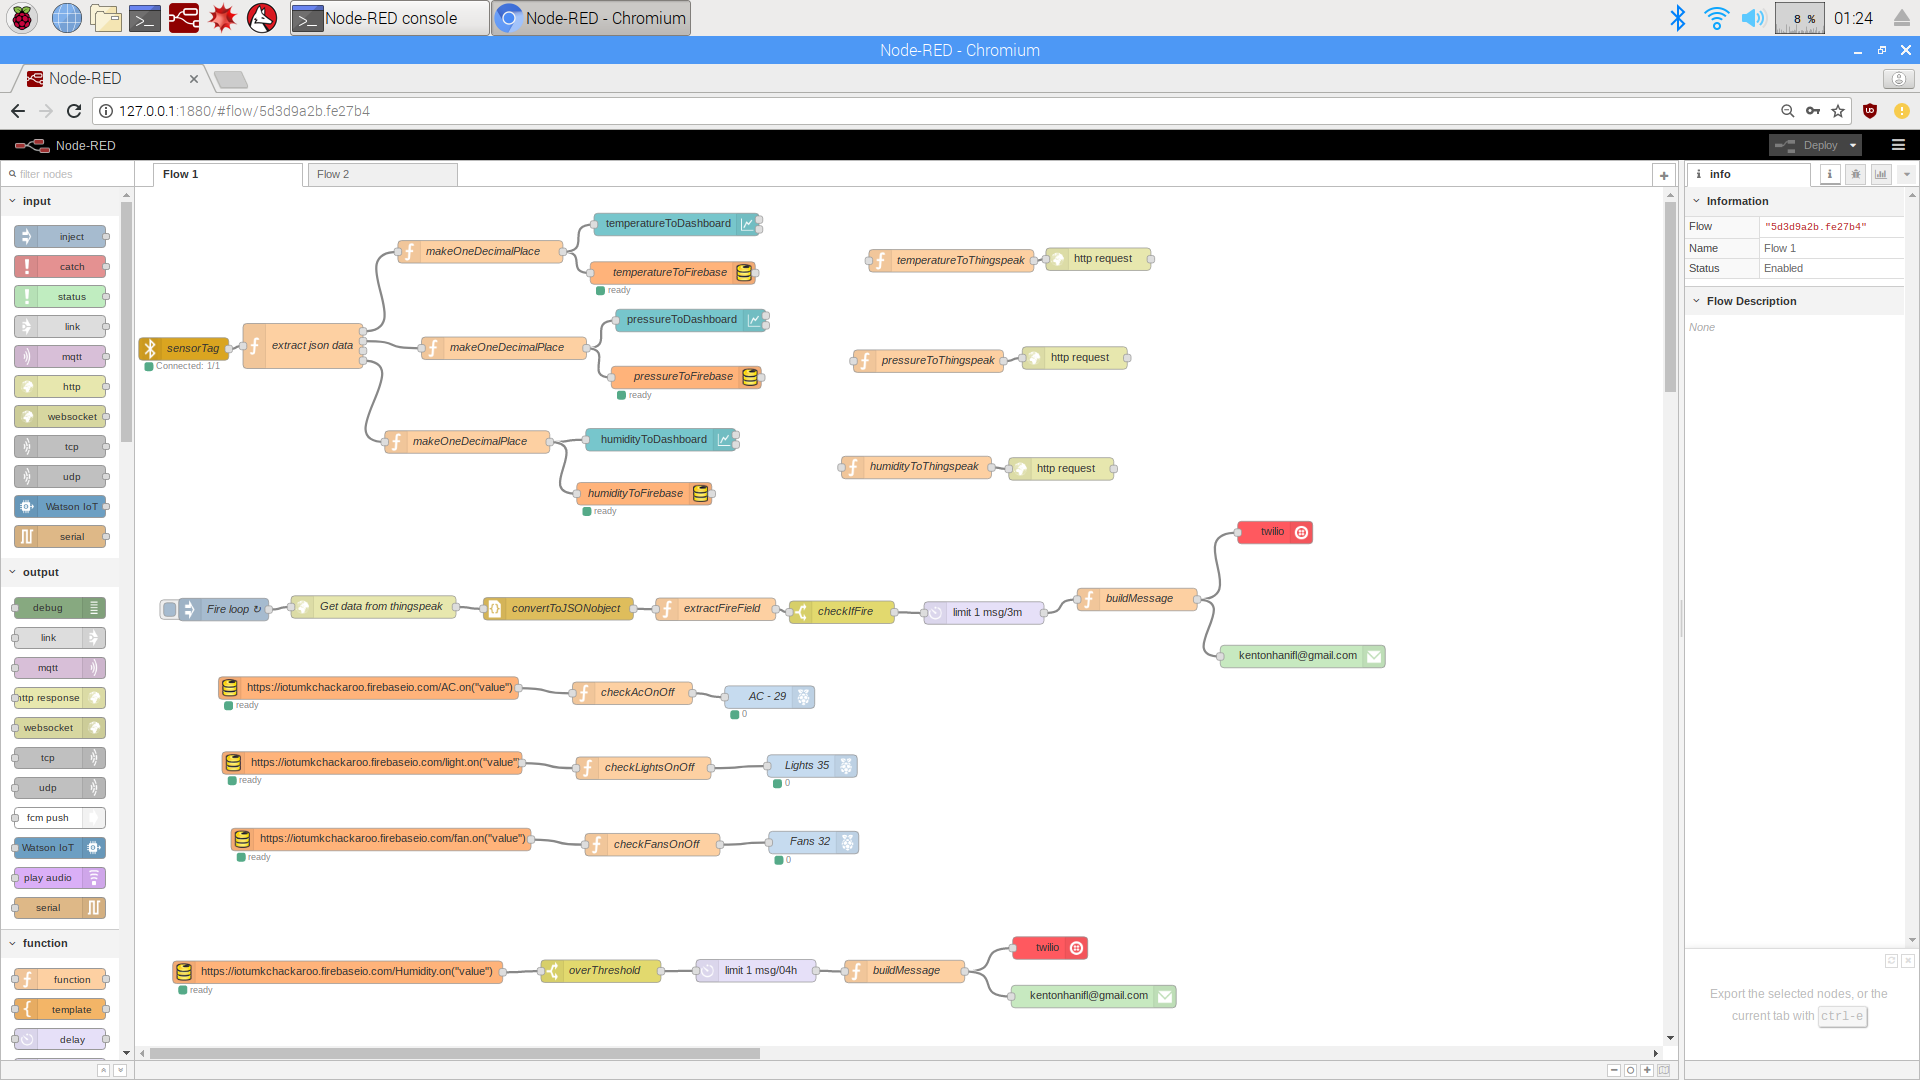 Node-RED console
Node-RED - Chromium
8 %
01:24
Node-RED - Chromium
Node-RED
127.0.0.1:1880/#flow/5d3d9a2b.fe27b4
Node-RED
Deploy
filter nodes
Flow 1
Flow 2
info
input
inject
catch
status
link
mqtt
http
websocket
tcp
udp
Watson IoT
serial
output
debug
link
mqtt
http response
websocket
tcp
udp
fcm push
Watson IoT
play audio
serial
function
function
template
delay
temperatureToDashboard
makeOneDecimalPlace
temperatureToFirebase
ready
temperatureToThingspeak
http request
pressureToDashboard
sensorTag
Connected: 1/1
extract json data
makeOneDecimalPlace
pressureToThingspeak
http request
pressureToFirebase
ready
makeOneDecimalPlace
humidityToDashboard
humidityToThingspeak
http request
humidityToFirebase
ready
twilio
Fire loop ↻
Get data from thingspeak
convertToJSONobject
extractFireField
checkIfFire
limit 1 msg/3m
buildMessage
kentonhanifl@gmail.com
https://iotumkchackaroo.firebaseio.com/AC.on("value")
ready
checkAcOnOff
AC - 29
0
https://iotumkchackaroo.firebaseio.com/light.on("value")
ready
checkLightsOnOff
Lights 35
0
https://iotumkchackaroo.firebaseio.com/fan.on("value")
ready
checkFansOnOff
Fans 32
0
https://iotumkchackaroo.firebaseio.com/Humidity.on("value")
ready
overThreshold
limit 1 msg/04h
buildMessage
twilio
kentonhanifl@gmail.com
Information
Flow "5d3d9a2b.fe27b4"
Name Flow 1
Status Enabled
Flow Description
None
Export the selected nodes, or the
current tab with ctrl-e